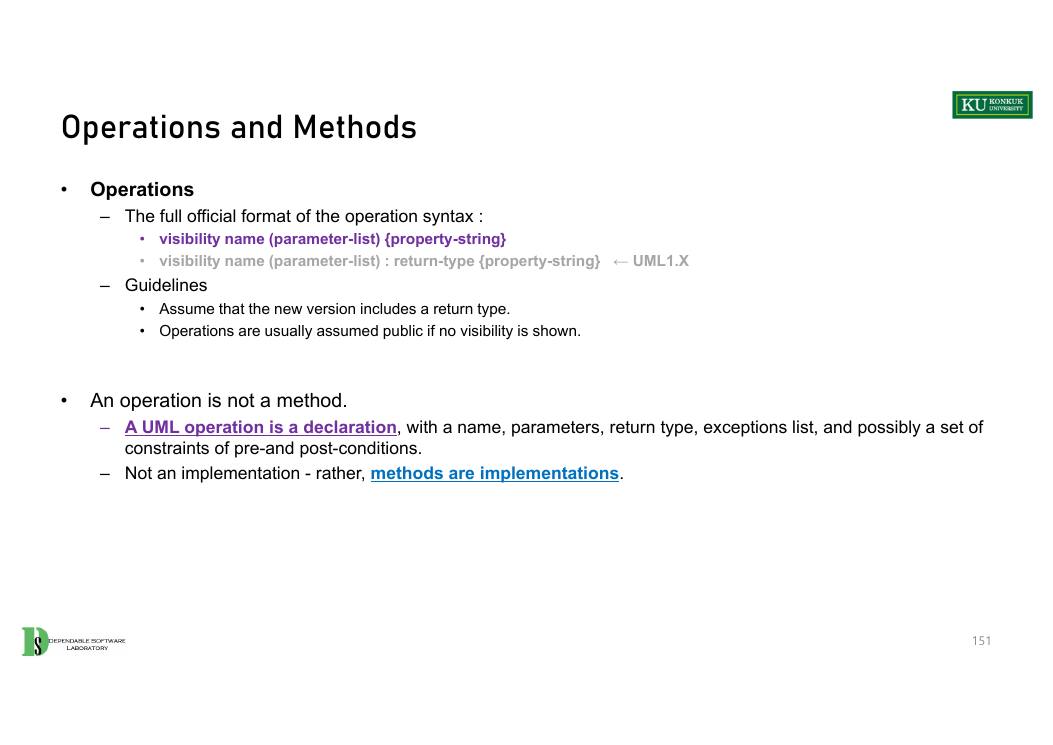 KU KONKUK
UNIVERSITY
Operations and Methods
• Operations
– The full official format of the operation syntax :
• visibility name (parameter-list) {property-string}
• visibility name (parameter-list) : return-type {property-string} ← UML1.X
– Guidelines
• Assume that the new version includes a return type.
• Operations are usually assumed public if no visibility is shown.
• An operation is not a method.
– A UML operation is a declaration, with a name, parameters, return type, exceptions list, and possibly a set of
constraints of pre-and post-conditions.
– Not an implementation - rather, methods are implementations.
DS DEPENDABLE SOFTWARE
LABORATORY
151